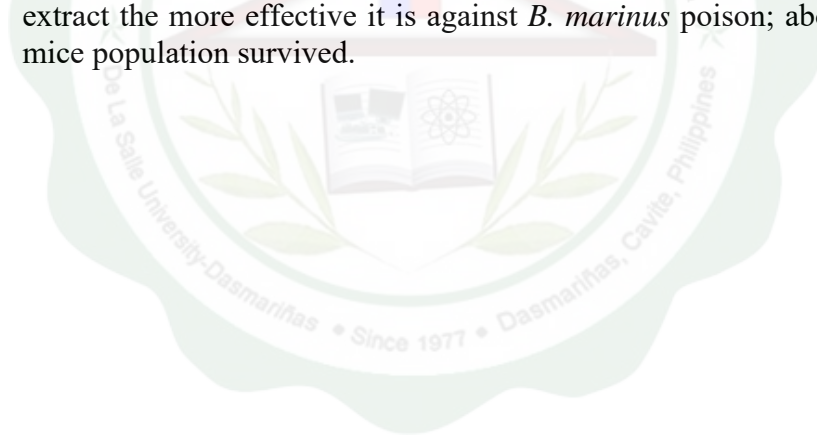 extract the more effective it is against B. marinus poison;
mice population survived.
De La Salle University-Dasmariñas • Since 1977 • Dasmariñas, Cavite, Philippines